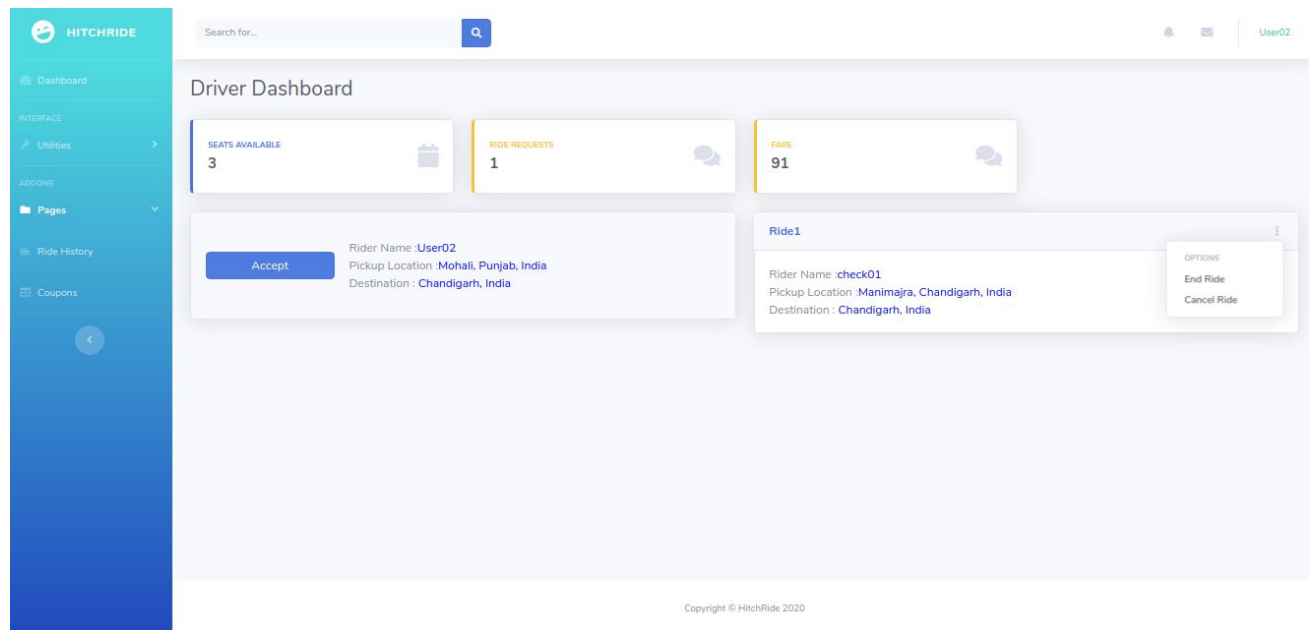 HITCHRIDE
Search for...
User02
Dashboard
INTERFACE
Utilities
ADDONS
Pages
Ride History
Coupons
Driver Dashboard
SEATS AVAILABLE
3
RIDE REQUESTS
1
FARE
91
Accept
Rider Name :User02
Pickup Location :Mohali, Punjab, India
Destination : Chandigarh, India
Ride1
OPTIONS
End Ride
Cancel Ride
Rider Name :check01
Pickup Location :Manimajra, Chandigarh, India
Destination : Chandigarh, India
Copyright © HitchRide 2020